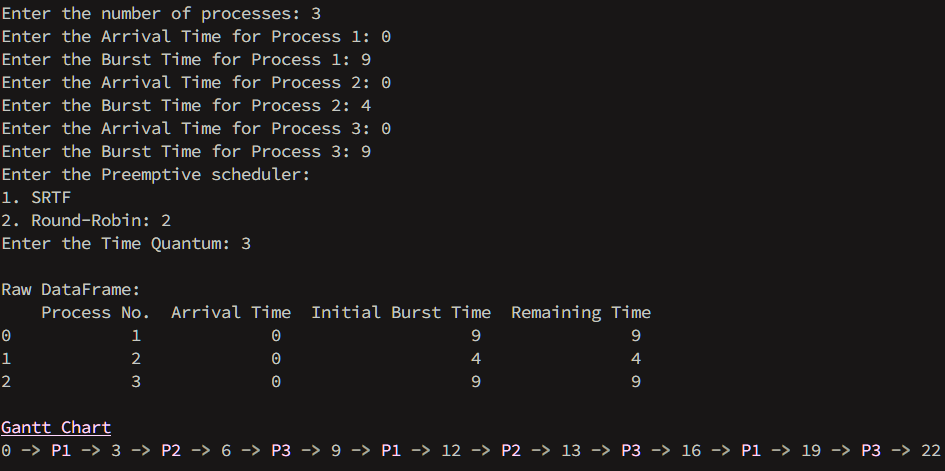 Enter the number of processes: 3
Enter the Arrival Time for Process 1: 0
Enter the Burst Time for Process 1: 9
Enter the Arrival Time for Process 2: 0
Enter the Burst Time for Process 2: 4
Enter the Arrival Time for Process 3: 0
Enter the Burst Time for Process 3: 9
Enter the Preemptive scheduler:
1. SRTF
2. Round-Robin: 2
Enter the Time Quantum: 3
Raw DataFrame:
Process No. Arrival Time Initial Burst Time Remaining Time
0 1 0 9 9
1 2 0 4 4
2 3 0 9 9
Gantt Chart
0 -> P1 -> 3 -> P2 -> 6 -> P3 -> 9 -> P1 -> 12 -> P2 -> 13 -> P3 -> 16 -> P1 -> 19 -> P3 -> 22